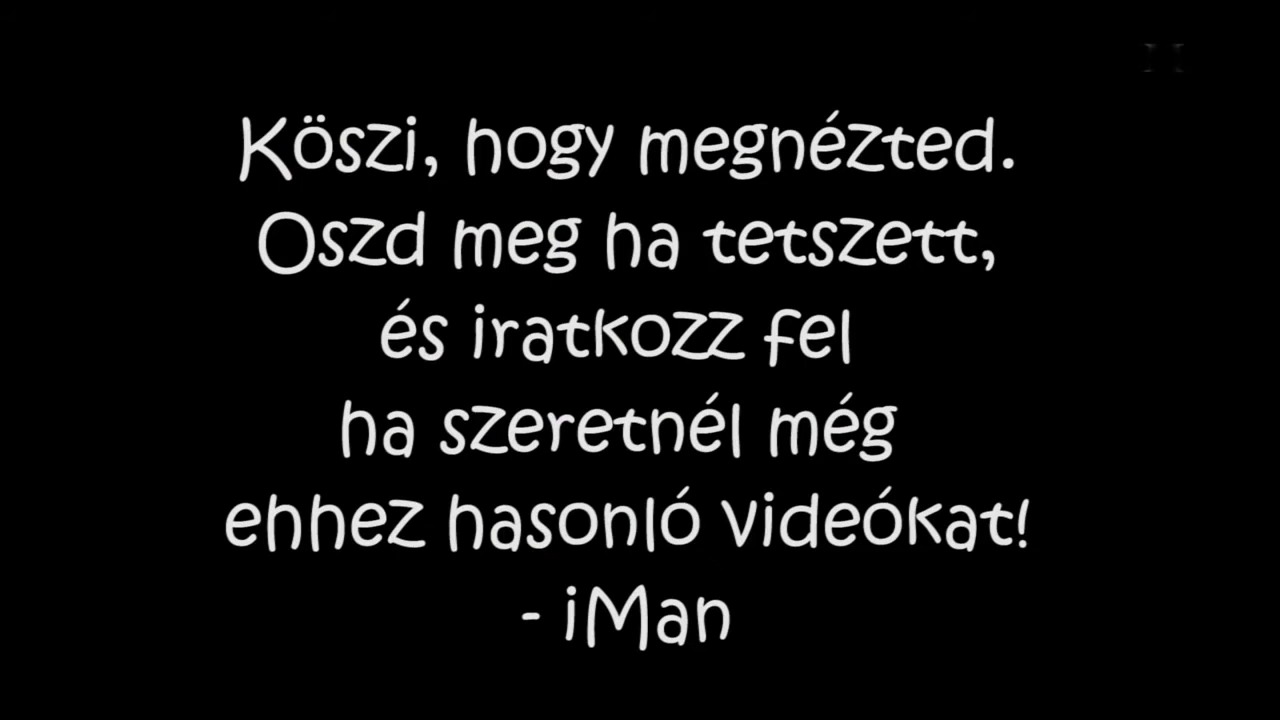 Köszi, hogy megnézted.
Oszd meg ha tetszett,
és iratkozz fel
ha szeretnél még
ehhez hasonló videókat!
- iMan